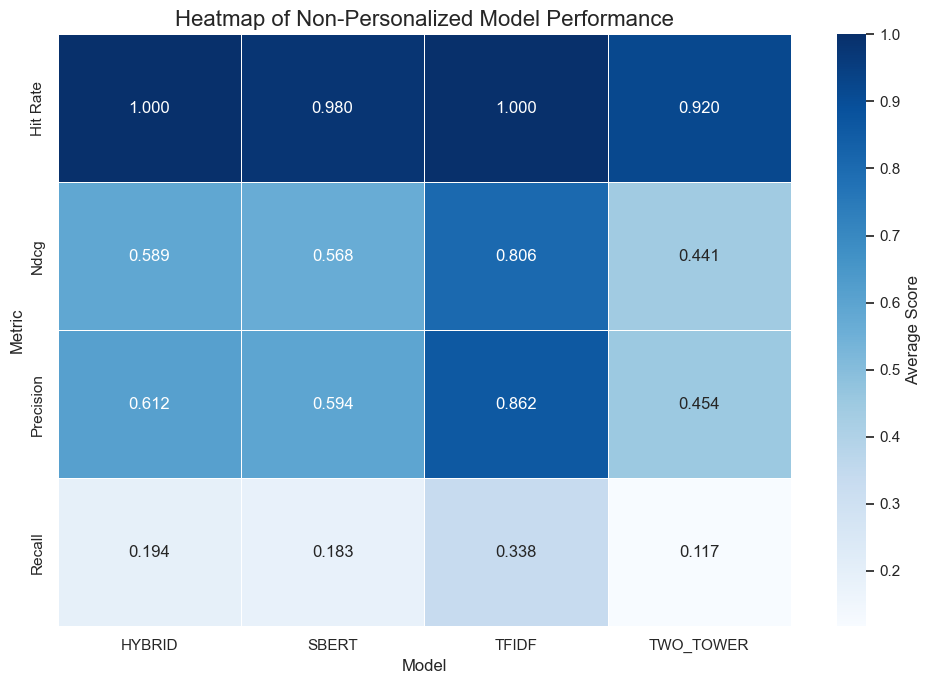 Heatmap of Non-Personalized Model Performance
Hit Rate 1.000 0.980 1.000 0.920
Ndcg 0.589 0.568 0.806 0.441
Precision 0.612 0.594 0.862 0.454
Recall 0.194 0.183 0.338 0.117
HYBRID SBERT TFIDF TWO_TOWER
Model
Metric
1.0
0.9
0.8
0.7
0.6
0.5
0.4
0.3
0.2
Average Score